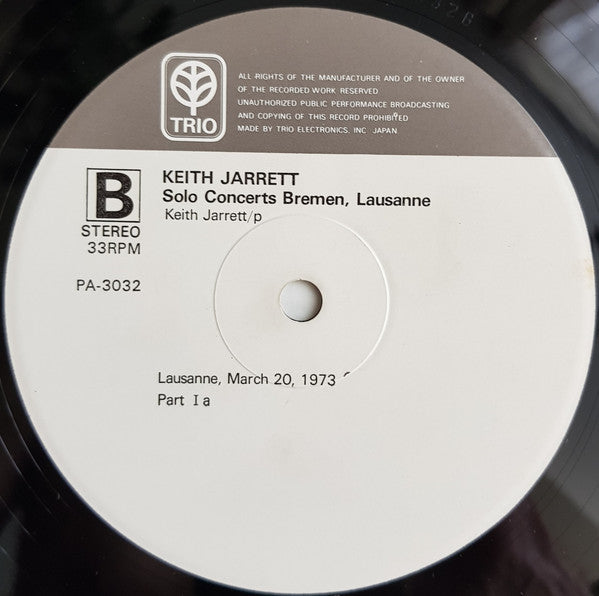 TRIO
ALL RIGHTS OF THE MANUFACTURER AND OF THE OWNER
OF THE RECORDED WORK RESERVED
UNAUTHORIZED PUBLIC PERFORMANCE BROADCASTING
AND COPYING OF THIS RECORD PROHIBITED
MADE BY TRIO ELECTRONICS, INC. JAPAN
B
STEREO
33RPM
PA-3032
KEITH JARRETT
Solo Concerts Bremen, Lausanne
Keith Jarrett/p
Lausanne, March 20, 1973
Part I a